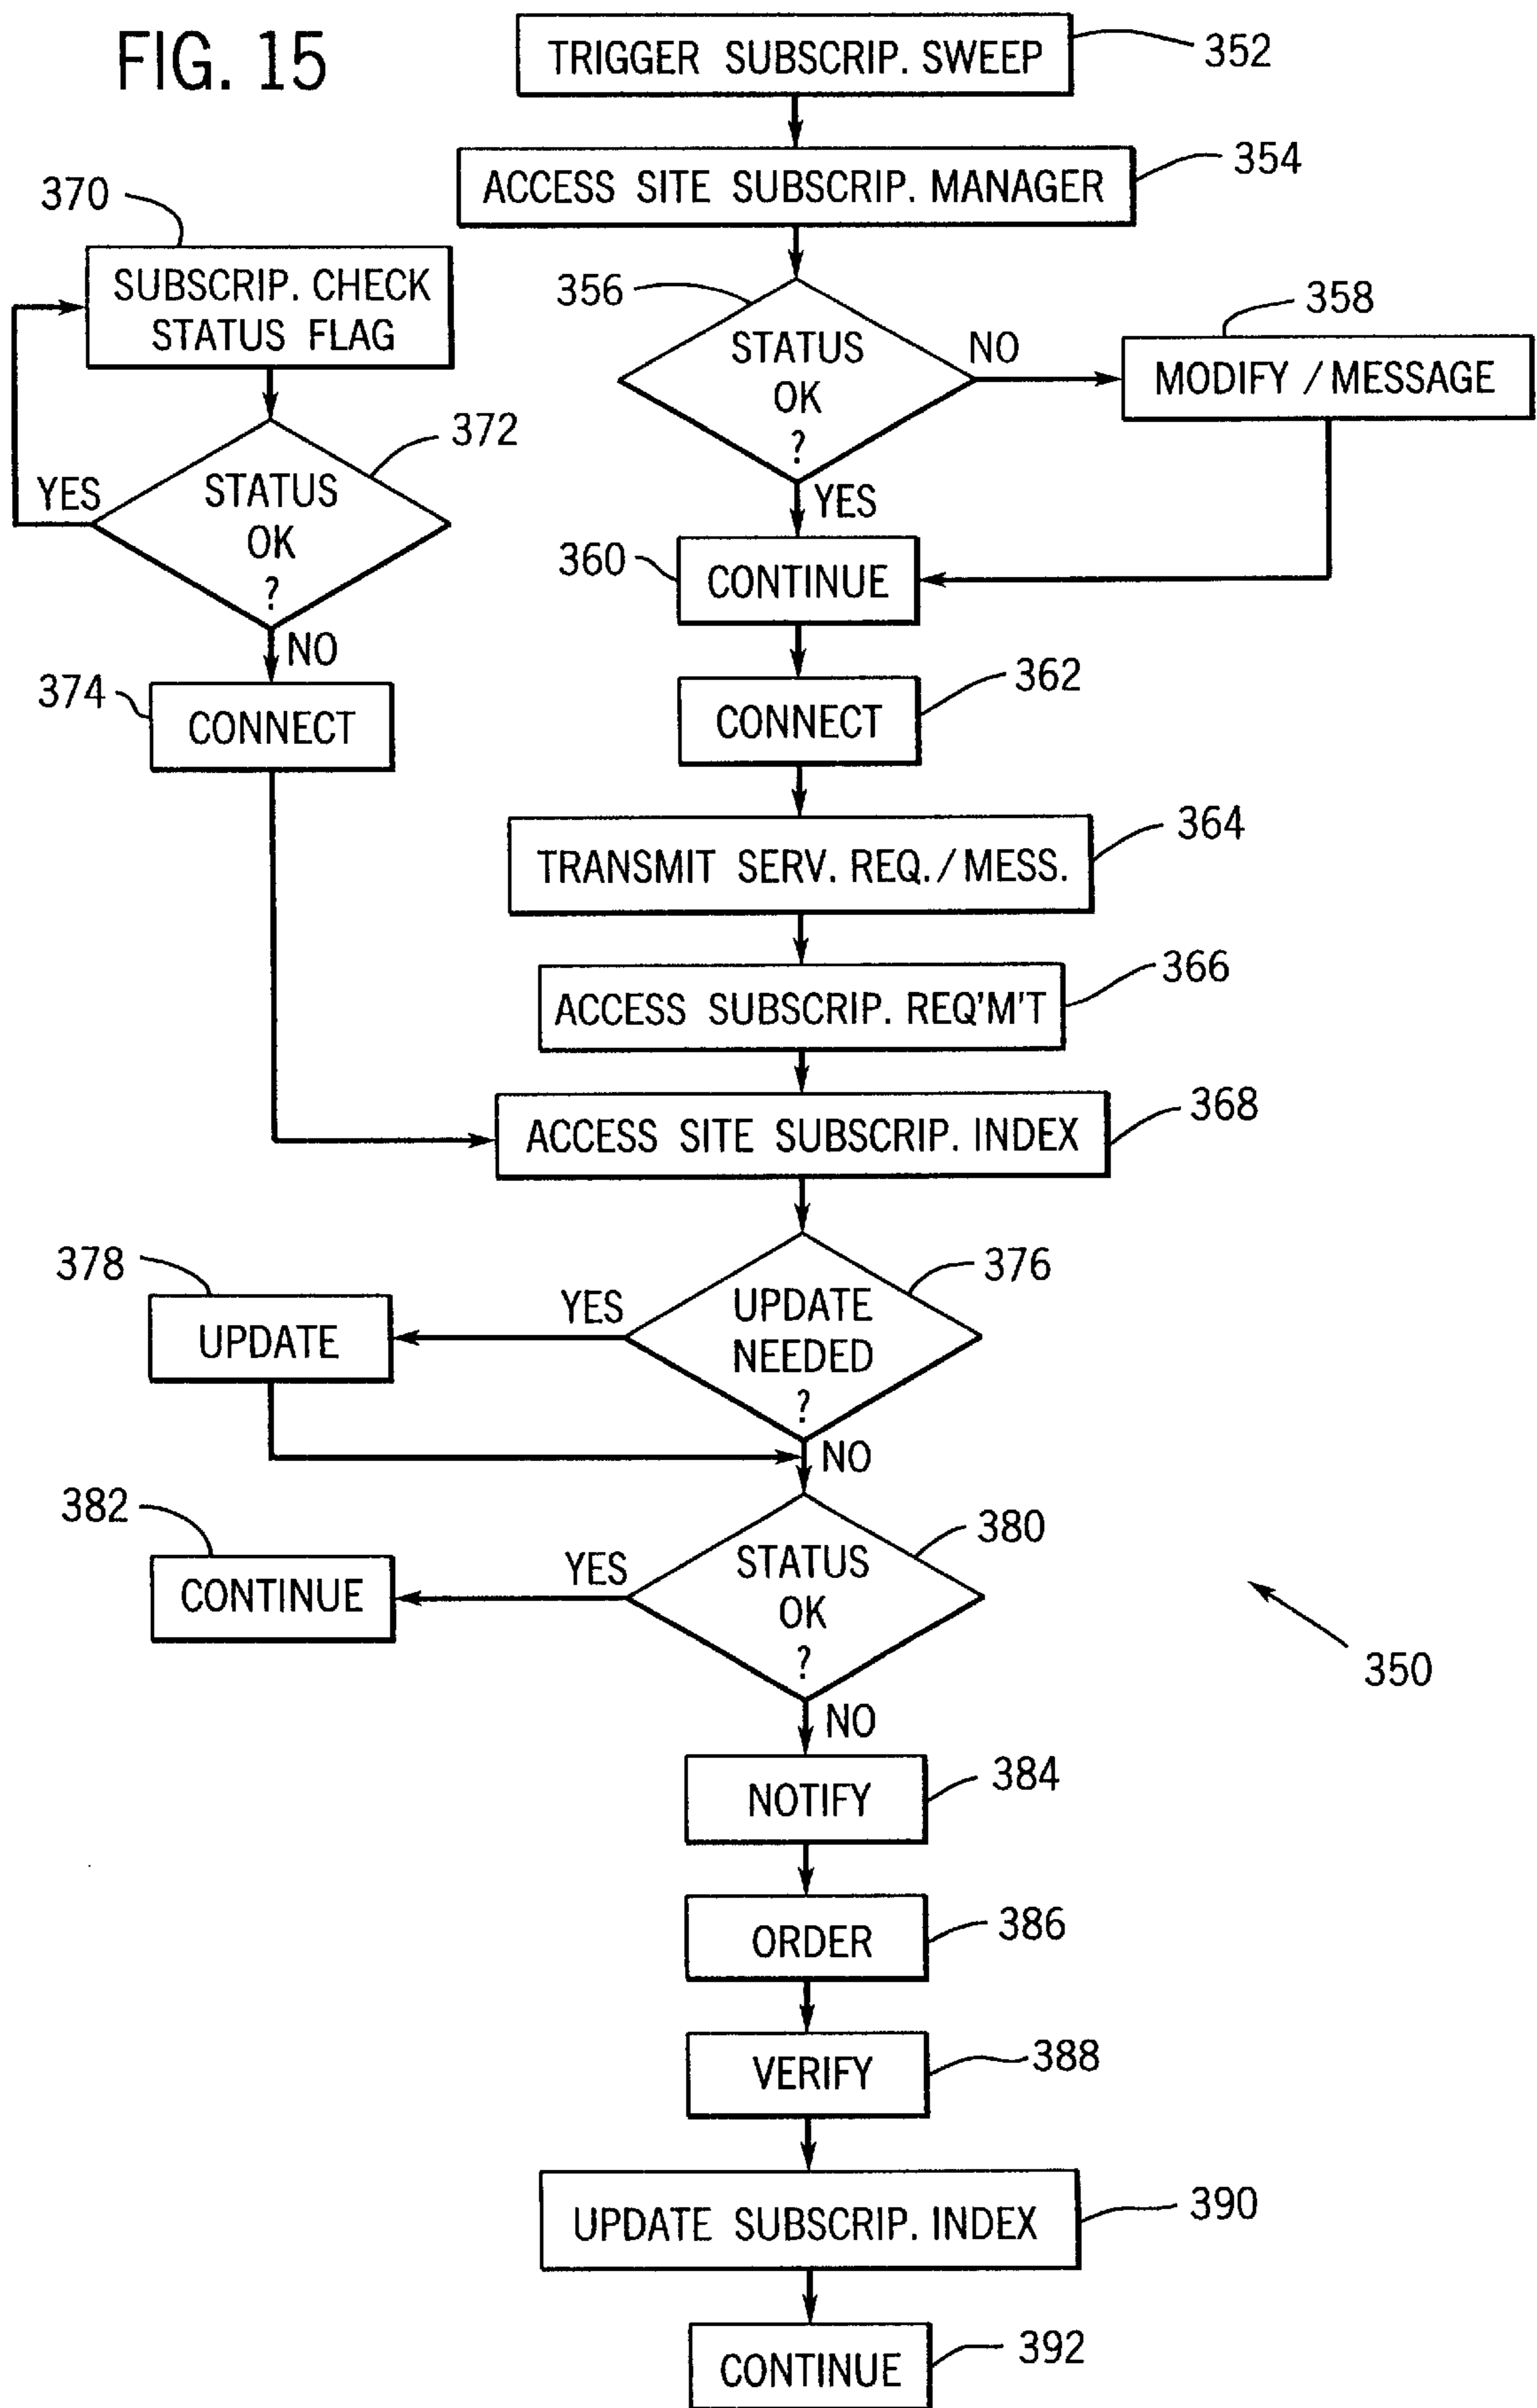 FIG. 15
TRIGGER SUBSCRIP. SWEEP
352
ACCESS SITE SUBSCRIP. MANAGER
354
370
SUBSCRIP. CHECK
STATUS FLAG
356
STATUS
OK
?
NO
358
MODIFY / MESSAGE
YES
372
STATUS
OK
?
YES
NO
360
CONTINUE
374
CONNECT
362
CONNECT
364
TRANSMIT SERV. REQ. / MESS.
366
ACCESS SUBSCRIP. REQ'M'T
368
ACCESS SITE SUBSCRIP. INDEX
376
UPDATE
NEEDED
?
YES
378
UPDATE
NO
380
STATUS
OK
?
YES
382
CONTINUE
350
NO
384
NOTIFY
386
ORDER
388
VERIFY
390
UPDATE SUBSCRIP. INDEX
392
CONTINUE